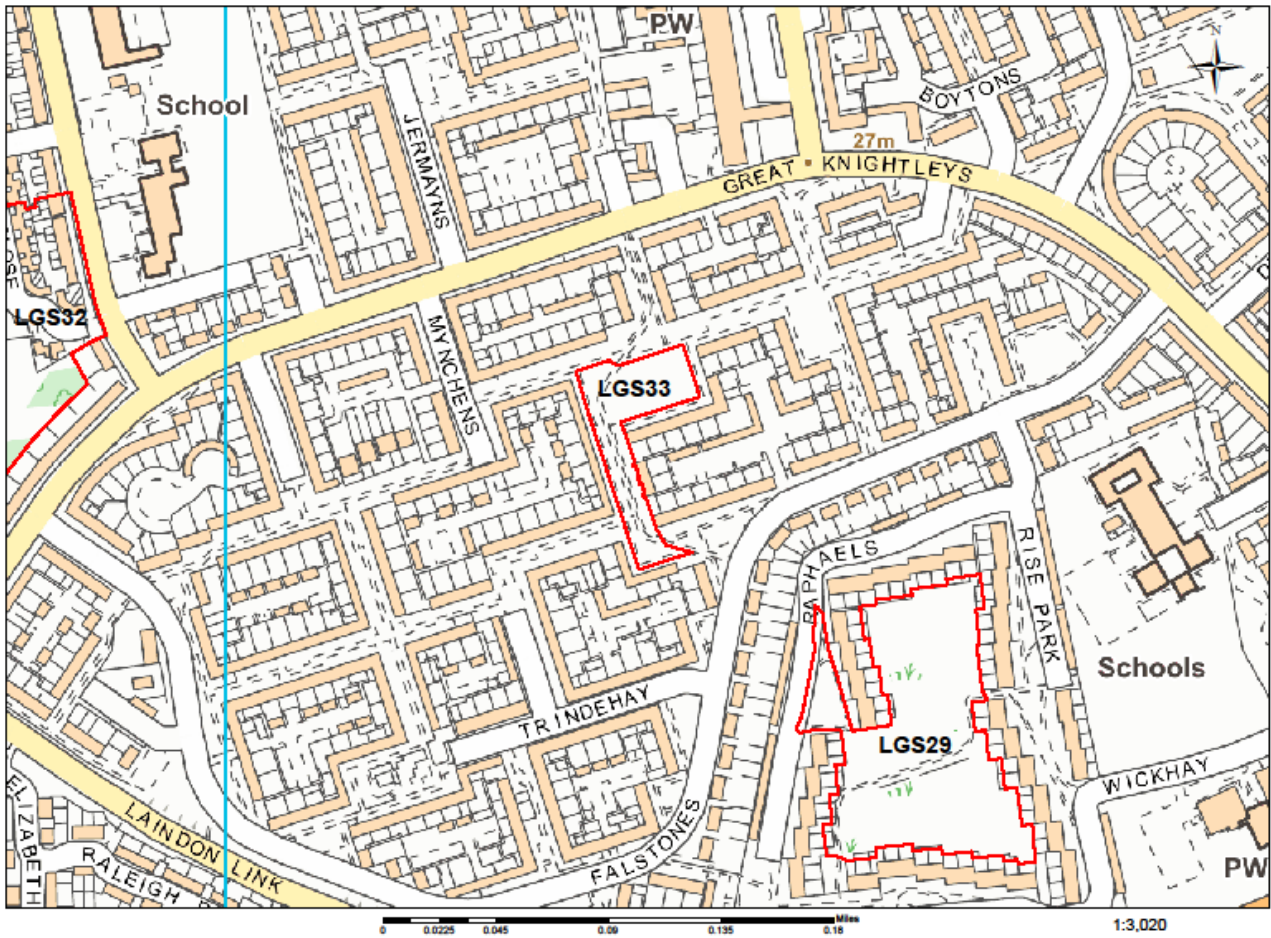 PW
N
School
BOYTONS
JERMAYNS
27m
GREAT KNIGHTLEYS
LGS32
MYNCHENS
LGS33
RAPHAELS
RISE PARK
Schools
TRINDEHAY
LGS29
WICKHAY
ELIZABETH
LAINDON LINK
RALEIGH
FALSTONES
PW
Miles
0 0.0225 0.045 0.09 0.135 0.18
1:3,020